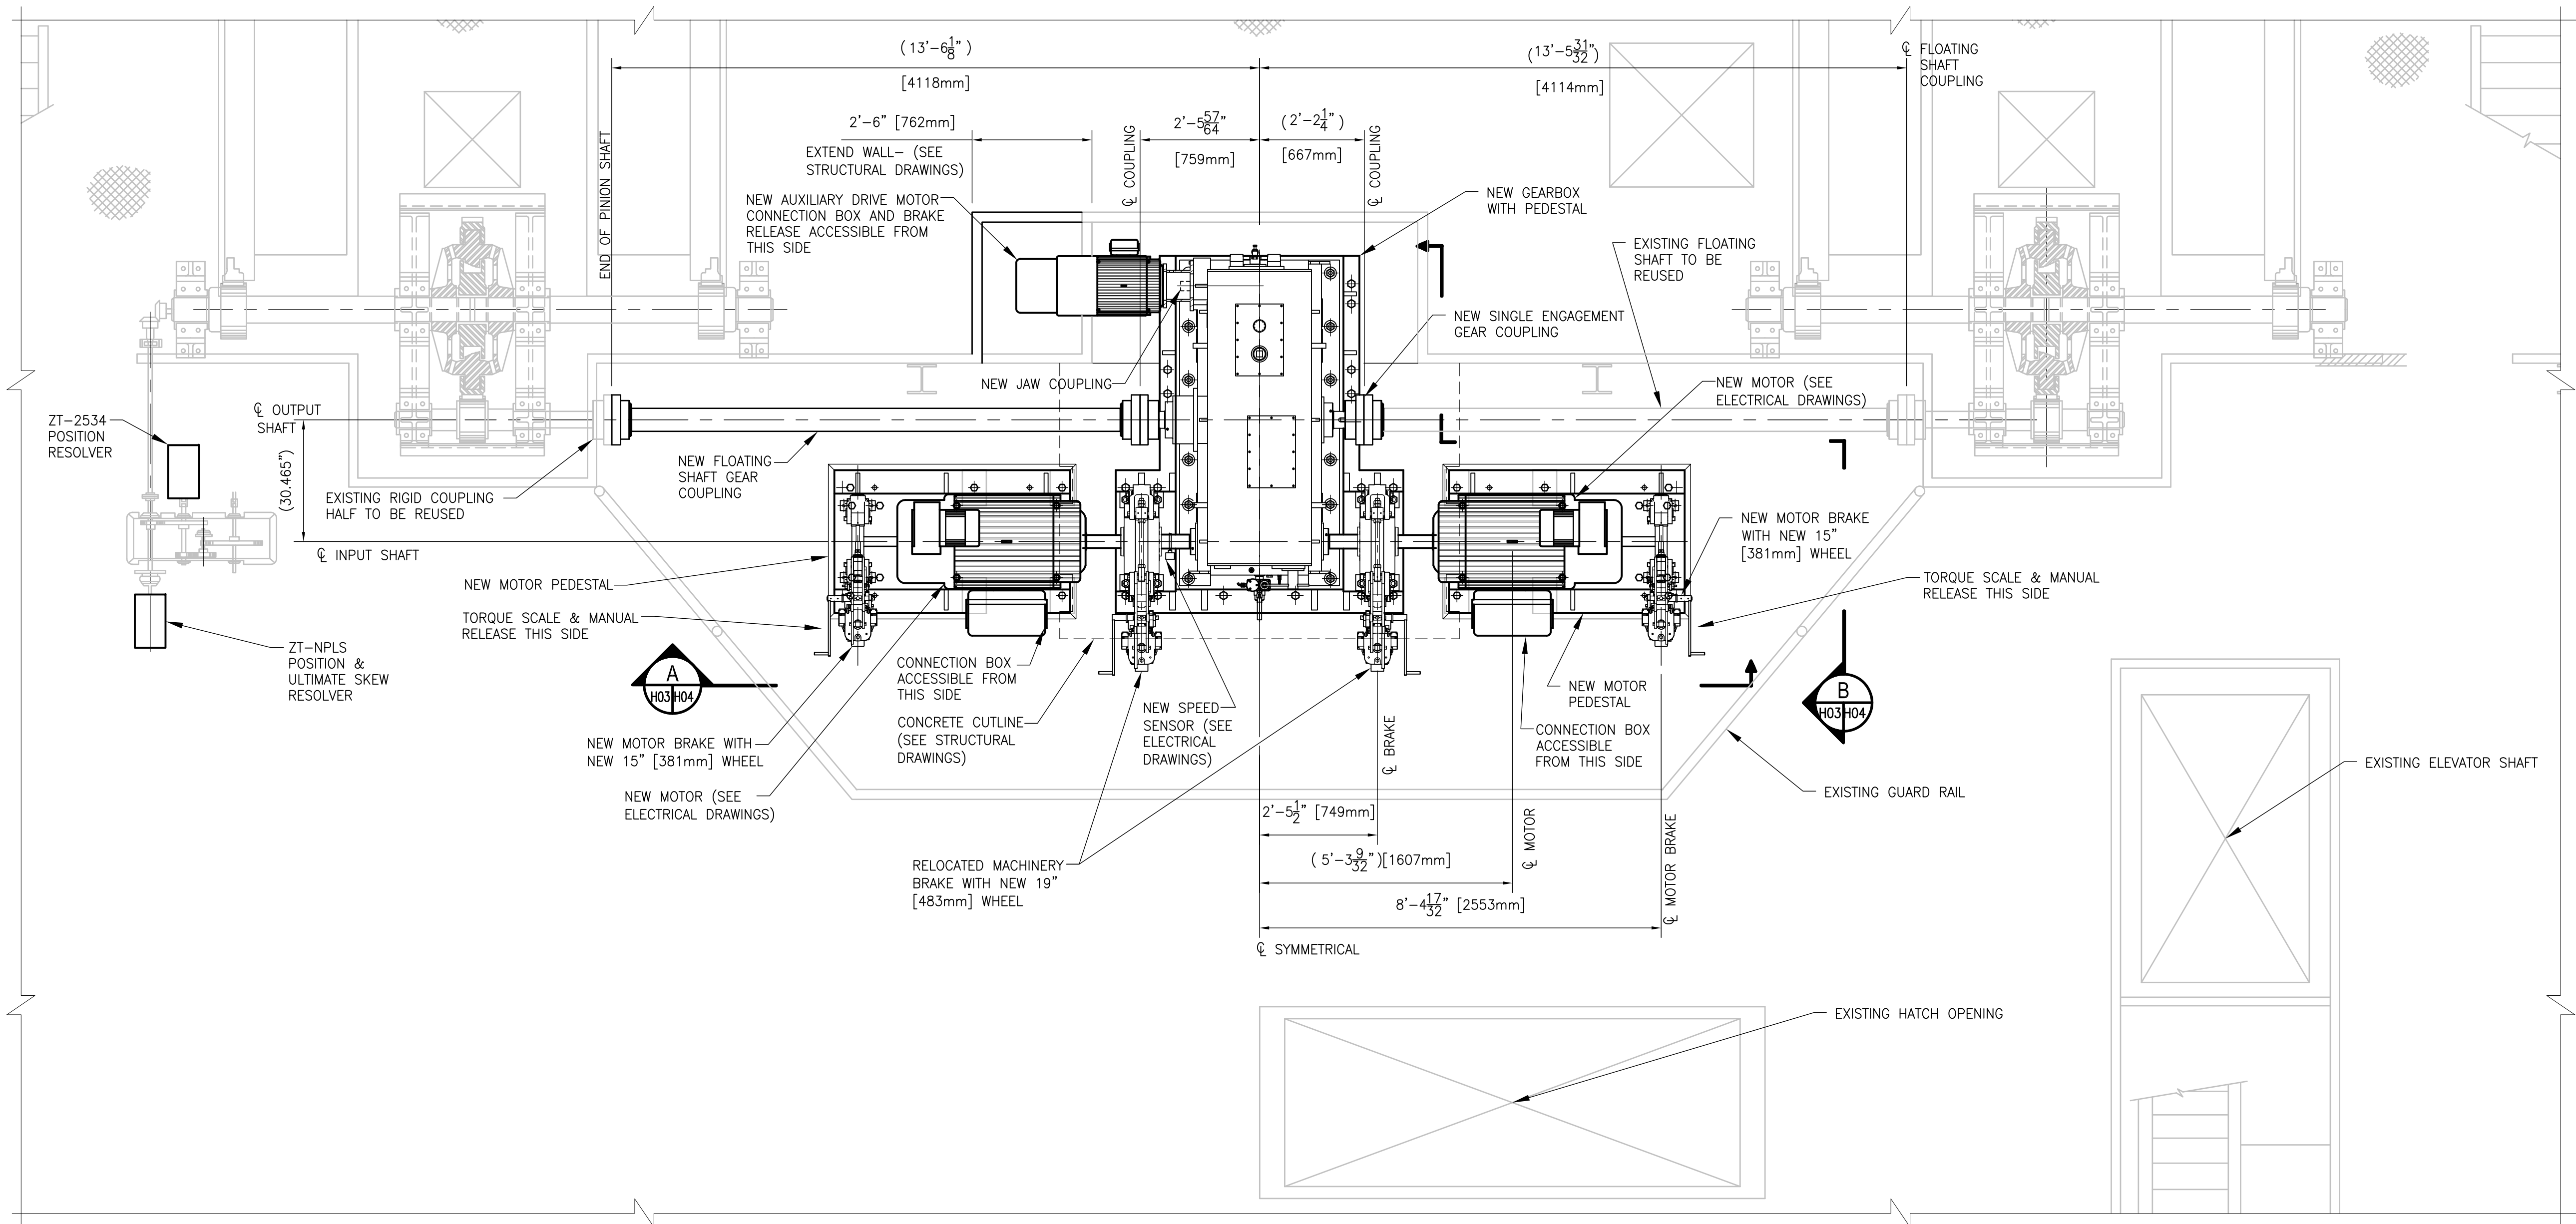 (13'-6 1/8")
[4118mm]
(13'-5 31/32")
[4114mm]
℄ FLOATING
SHAFT
COUPLING
2'-6" [762mm]
EXTEND WALL- (SEE
STRUCTURAL DRAWINGS)
END OF PINION SHAFT
℄ COUPLING
2'-5 57/64"
[759mm]
(2'-2 1/4")
[667mm]
℄ COUPLING
NEW AUXILIARY DRIVE MOTOR
CONNECTION BOX AND BRAKE
RELEASE ACCESSIBLE FROM
THIS SIDE
NEW GEARBOX
WITH PEDESTAL
EXISTING FLOATING
SHAFT TO BE
REUSED
NEW SINGLE ENGAGEMENT
GEAR COUPLING
NEW JAW COUPLING
NEW MOTOR (SEE
ELECTRICAL DRAWINGS)
℄ OUTPUT
SHAFT
ZT-2534
POSITION
RESOLVER
(30.465")
NEW FLOATING
SHAFT GEAR
COUPLING
EXISTING RIGID COUPLING
HALF TO BE REUSED
℄ INPUT SHAFT
NEW MOTOR BRAKE
WITH NEW 15"
[381mm] WHEEL
NEW MOTOR PEDESTAL
TORQUE SCALE & MANUAL
RELEASE THIS SIDE
TORQUE SCALE & MANUAL
RELEASE THIS SIDE
ZT-NPLS
POSITION &
ULTIMATE SKEW
RESOLVER
A
H03 H04
CONNECTION BOX
ACCESSIBLE FROM
THIS SIDE
CONCRETE CUTLINE
(SEE STRUCTURAL
DRAWINGS)
NEW SPEED
SENSOR (SEE
ELECTRICAL
DRAWINGS)
NEW MOTOR
PEDESTAL
B
H03 H04
CONNECTION BOX
ACCESSIBLE
FROM THIS SIDE
NEW MOTOR BRAKE WITH
NEW 15" [381mm] WHEEL
NEW MOTOR (SEE
ELECTRICAL DRAWINGS)
℄ BRAKE
EXISTING ELEVATOR SHAFT
EXISTING GUARD RAIL
2'-5 1/2" [749mm]
℄ MOTOR
℄ MOTOR BRAKE
(5'-3 9/32")[1607mm]
RELOCATED MACHINERY
BRAKE WITH NEW 19"
[483mm] WHEEL
8'-4 17/32" [2553mm]
℄ SYMMETRICAL
EXISTING HATCH OPENING